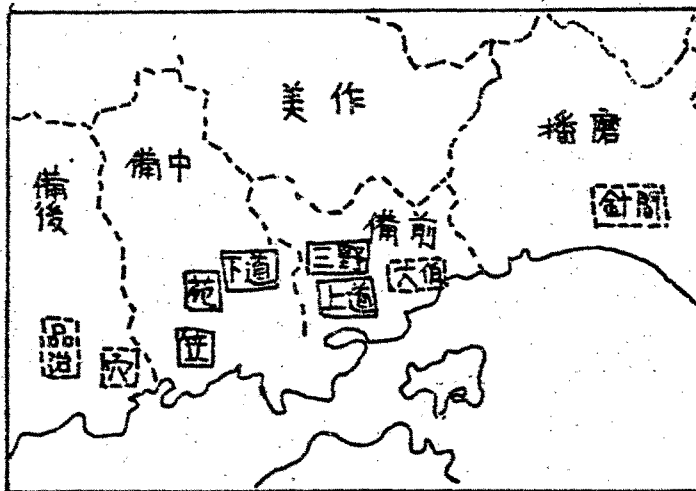 美作
播磨
備中
備後
針間
備前
三野
下道
大伯
上道
苑
笠
品治
穴